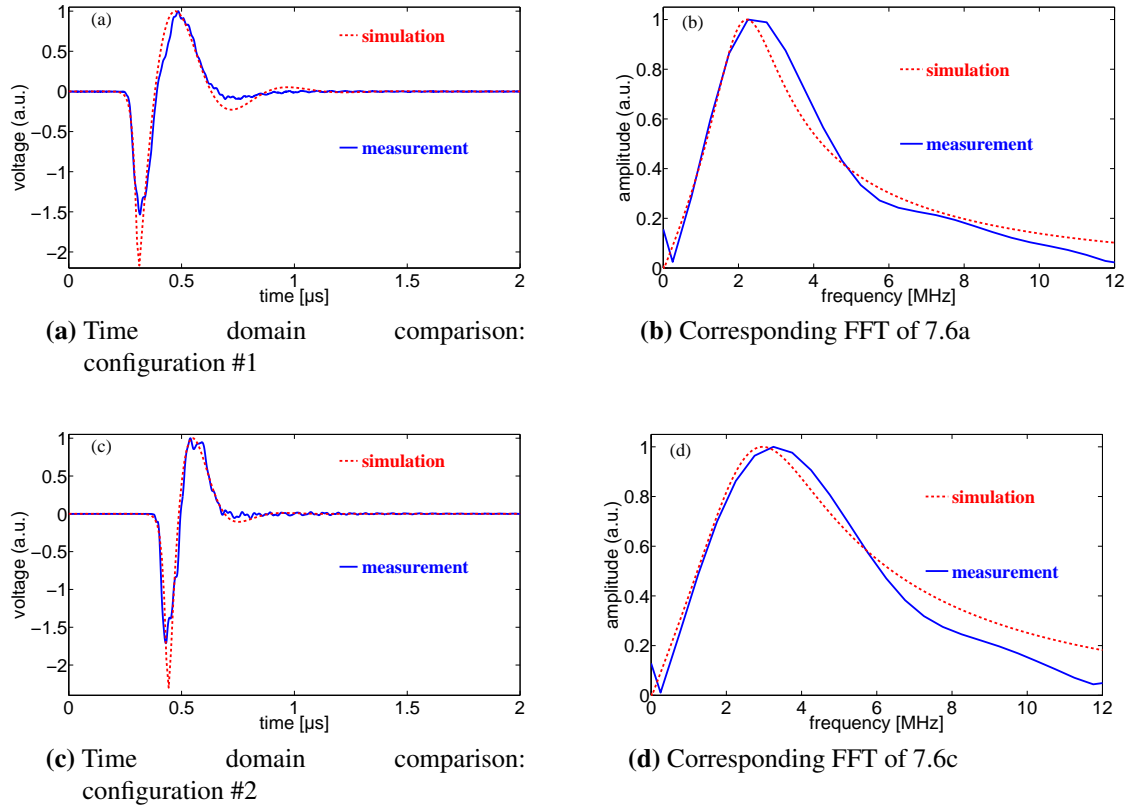 (a)
simulation
measurement
voltage (a.u.)
1
0.5
0
−0.5
−1
−1.5
−2
0 0.5 1 1.5 2
time [µs]
(a) Time domain comparison:
configuration #1
(b)
simulation
measurement
amplitude (a.u.)
1
0.8
0.6
0.4
0.2
0
0 2 4 6 8 10 12
frequency [MHz]
(b) Corresponding FFT of 7.6a
(c)
simulation
measurement
voltage (a.u.)
1
0.5
0
−0.5
−1
−1.5
−2
0 0.5 1 1.5 2
time [µs]
(c) Time domain comparison:
configuration #2
(d)
simulation
measurement
amplitude (a.u.)
1
0.8
0.6
0.4
0.2
0
0 2 4 6 8 10 12
frequency [MHz]
(d) Corresponding FFT of 7.6c